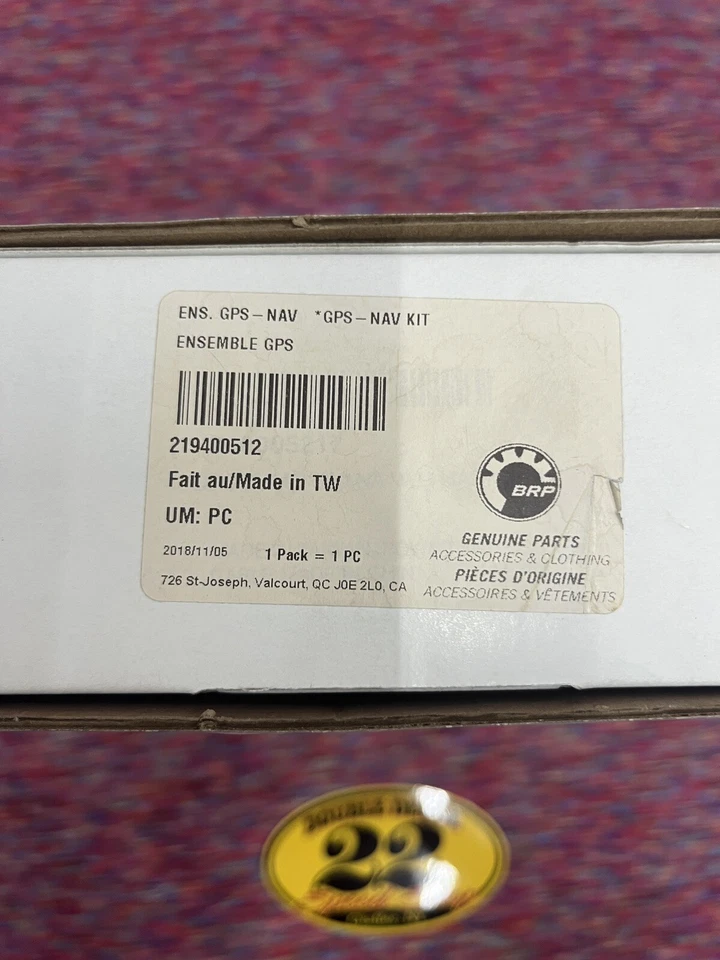 ENS. GPS-NAV *GPS-NAV KIT
ENSEMBLE GPS
219400512
Fait au/Made in TW
UM: PC
2018/11/05 1 Pack = 1 PC
726 St-Joseph, Valcourt, QC J0E 2L0, CA
BRP
GENUINE PARTS
ACCESSORIES & CLOTHING
PIÈCES D'ORIGINE
ACCESSOIRES & VÊTEMENTS
22